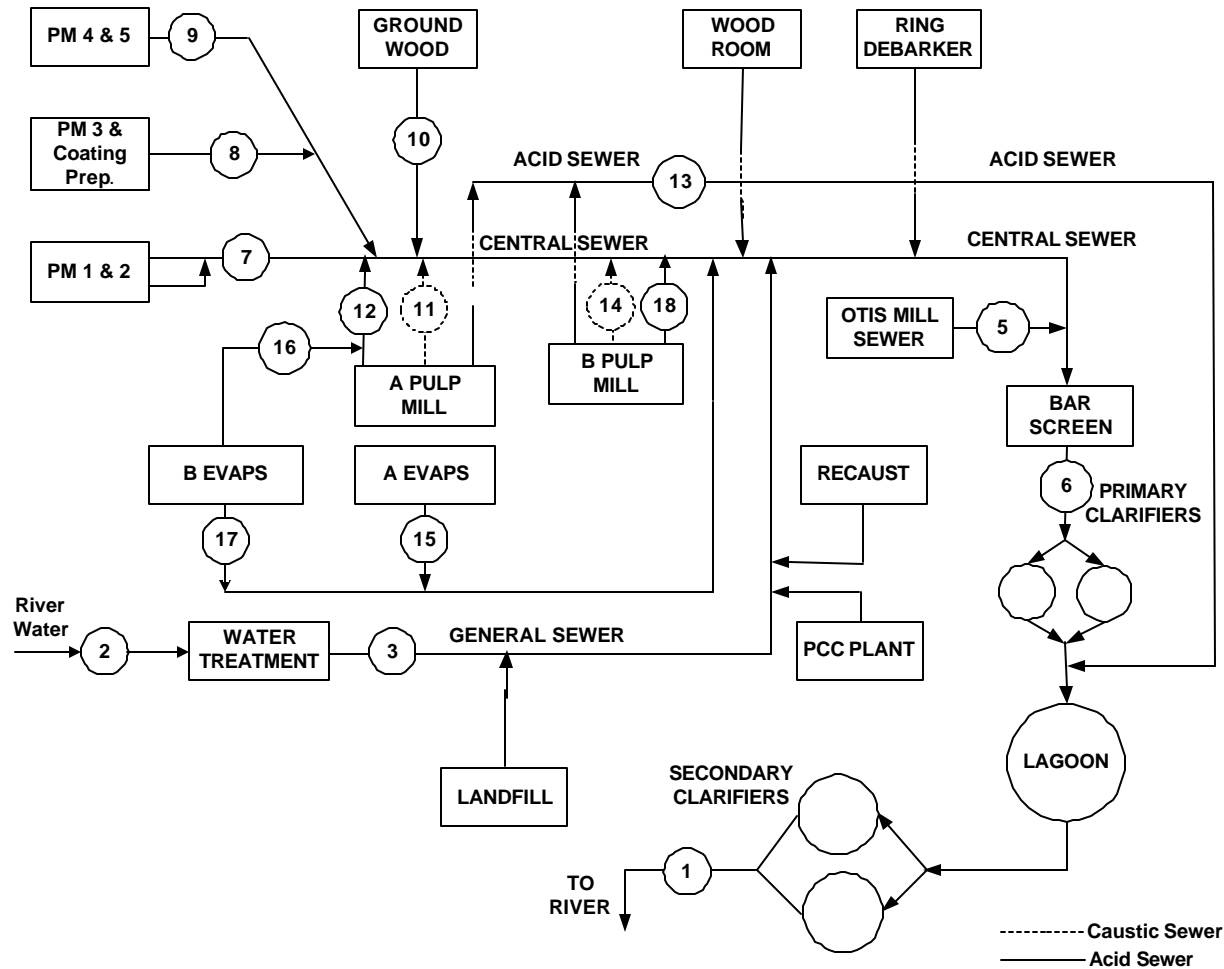 PM 4 & 5
9
GROUND
WOOD
WOOD
ROOM
RING
DEBARKER
PM 3 &
Coating
Prep.
8
10
ACID SEWER
13
ACID SEWER
PM 1 & 2
7
CENTRAL SEWER
CENTRAL SEWER
12
11
14
18
OTIS MILL
SEWER
5
16
A PULP
MILL
B PULP
MILL
BAR
SCREEN
B EVAPS
A EVAPS
RECAUST
6
PRIMARY
CLARIFIERS
17
15
River
Water
2
WATER
TREATMENT
3
GENERAL SEWER
PCC PLANT
LANDFILL
SECONDARY
CLARIFIERS
LAGOON
1
TO
RIVER
Caustic Sewer
Acid Sewer